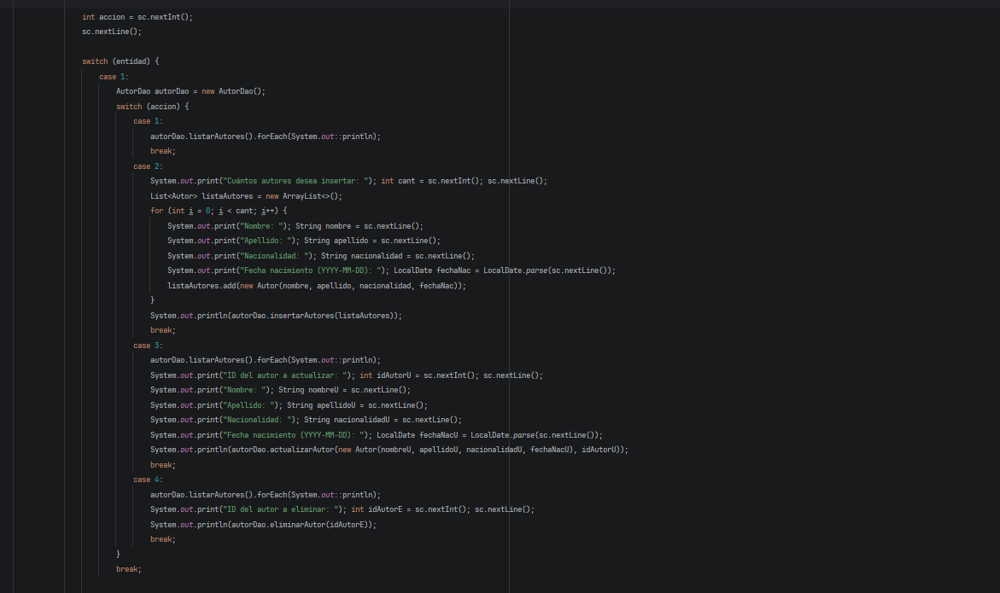 int accion = sc.nextInt();
sc.nextLine();
switch (entidad) {
case 1:
AutorDao autorDao = new AutorDao();
switch (accion) {
case 1:
autorDao.listarAutores().forEach(System.out::println);
break;
case 2:
System.out.print("Cuántos autores desea insertar: "); int cant = sc.nextInt(); sc.nextLine();
List<Autor> listaAutores = new ArrayList<>();
for (int i = 0; i < cant; i++) {
System.out.print("Nombre: "); String nombre = sc.nextLine();
System.out.print("Apellido: "); String apellido = sc.nextLine();
System.out.print("Nacionalidad: "); String nacionalidad = sc.nextLine();
System.out.print("Fecha nacimiento (YYYY-MM-DD): "); LocalDate fechaNac = LocalDate.parse(sc.nextLine());
listaAutores.add(new Autor(nombre, apellido, nacionalidad, fechaNac));
}
System.out.println(autorDao.insertarAutores(listaAutores));
break;
case 3:
autorDao.listarAutores().forEach(System.out::println);
System.out.print("ID del autor a actualizar: "); int idAutorU = sc.nextInt(); sc.nextLine();
System.out.print("Nombre: "); String nombreU = sc.nextLine();
System.out.print("Apellido: "); String apellidoU = sc.nextLine();
System.out.print("Nacionalidad: "); String nacionalidadU = sc.nextLine();
System.out.print("Fecha nacimiento (YYYY-MM-DD): "); LocalDate fechaNacU = LocalDate.parse(sc.nextLine());
System.out.println(autorDao.actualizarAutor(new Autor(nombreU, apellidoU, nacionalidadU, fechaNacU), idAutorU));
break;
case 4:
autorDao.listarAutores().forEach(System.out::println);
System.out.print("ID del autor a eliminar: "); int idAutorE = sc.nextInt(); sc.nextLine();
System.out.println(autorDao.eliminarAutor(idAutorE));
break;
}
break;